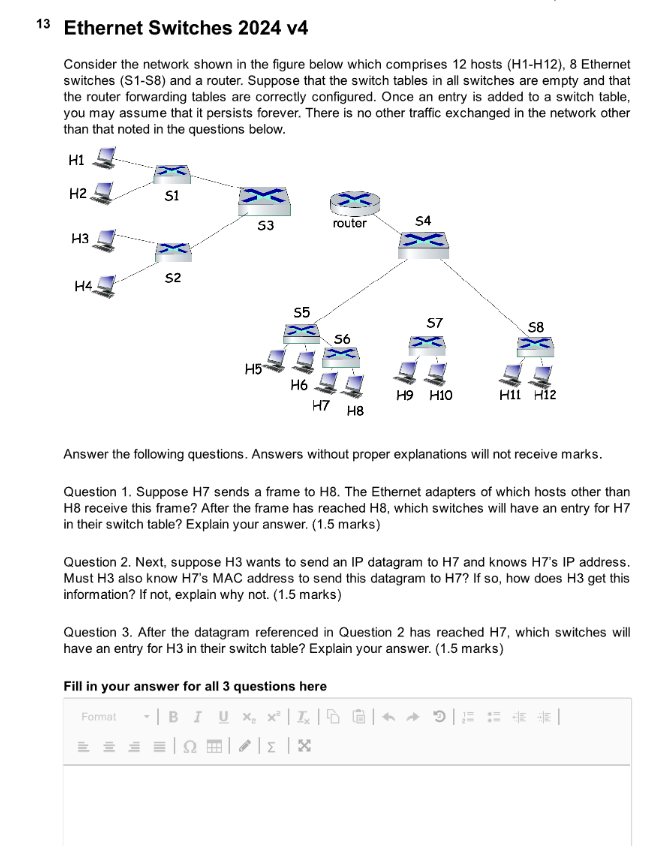 13 Ethernet Switches 2024 v4
Consider the network shown in the figure below which comprises 12 hosts (H1-H12), 8 Ethernet
switches (S1-S8) and a router. Suppose that the switch tables in all switches are empty and that
the router forwarding tables are correctly configured. Once an entry is added to a switch table,
you may assume that it persists forever. There is no other traffic exchanged in the network other
than that noted in the questions below.
H1
H2
S1
S3
router
S4
H3
H4
S2
S5
S6
S7
S8
H5
H6
H7
H8
H9 H10
H11 H12
Answer the following questions. Answers without proper explanations will not receive marks.
Question 1. Suppose H7 sends a frame to H8. The Ethernet adapters of which hosts other than
H8 receive this frame? After the frame has reached H8, which switches will have an entry for H7
in their switch table? Explain your answer. (1.5 marks)
Question 2. Next, suppose H3 wants to send an IP datagram to H7 and knows H7's IP address.
Must H3 also know H7's MAC address to send this datagram to H7? If so, how does H3 get this
information? If not, explain why not. (1.5 marks)
Question 3. After the datagram referenced in Question 2 has reached H7, which switches will
have an entry for H3 in their switch table? Explain your answer. (1.5 marks)
Fill in your answer for all 3 questions here
Format B I U x₂ x² Iₓ
Ω Σ